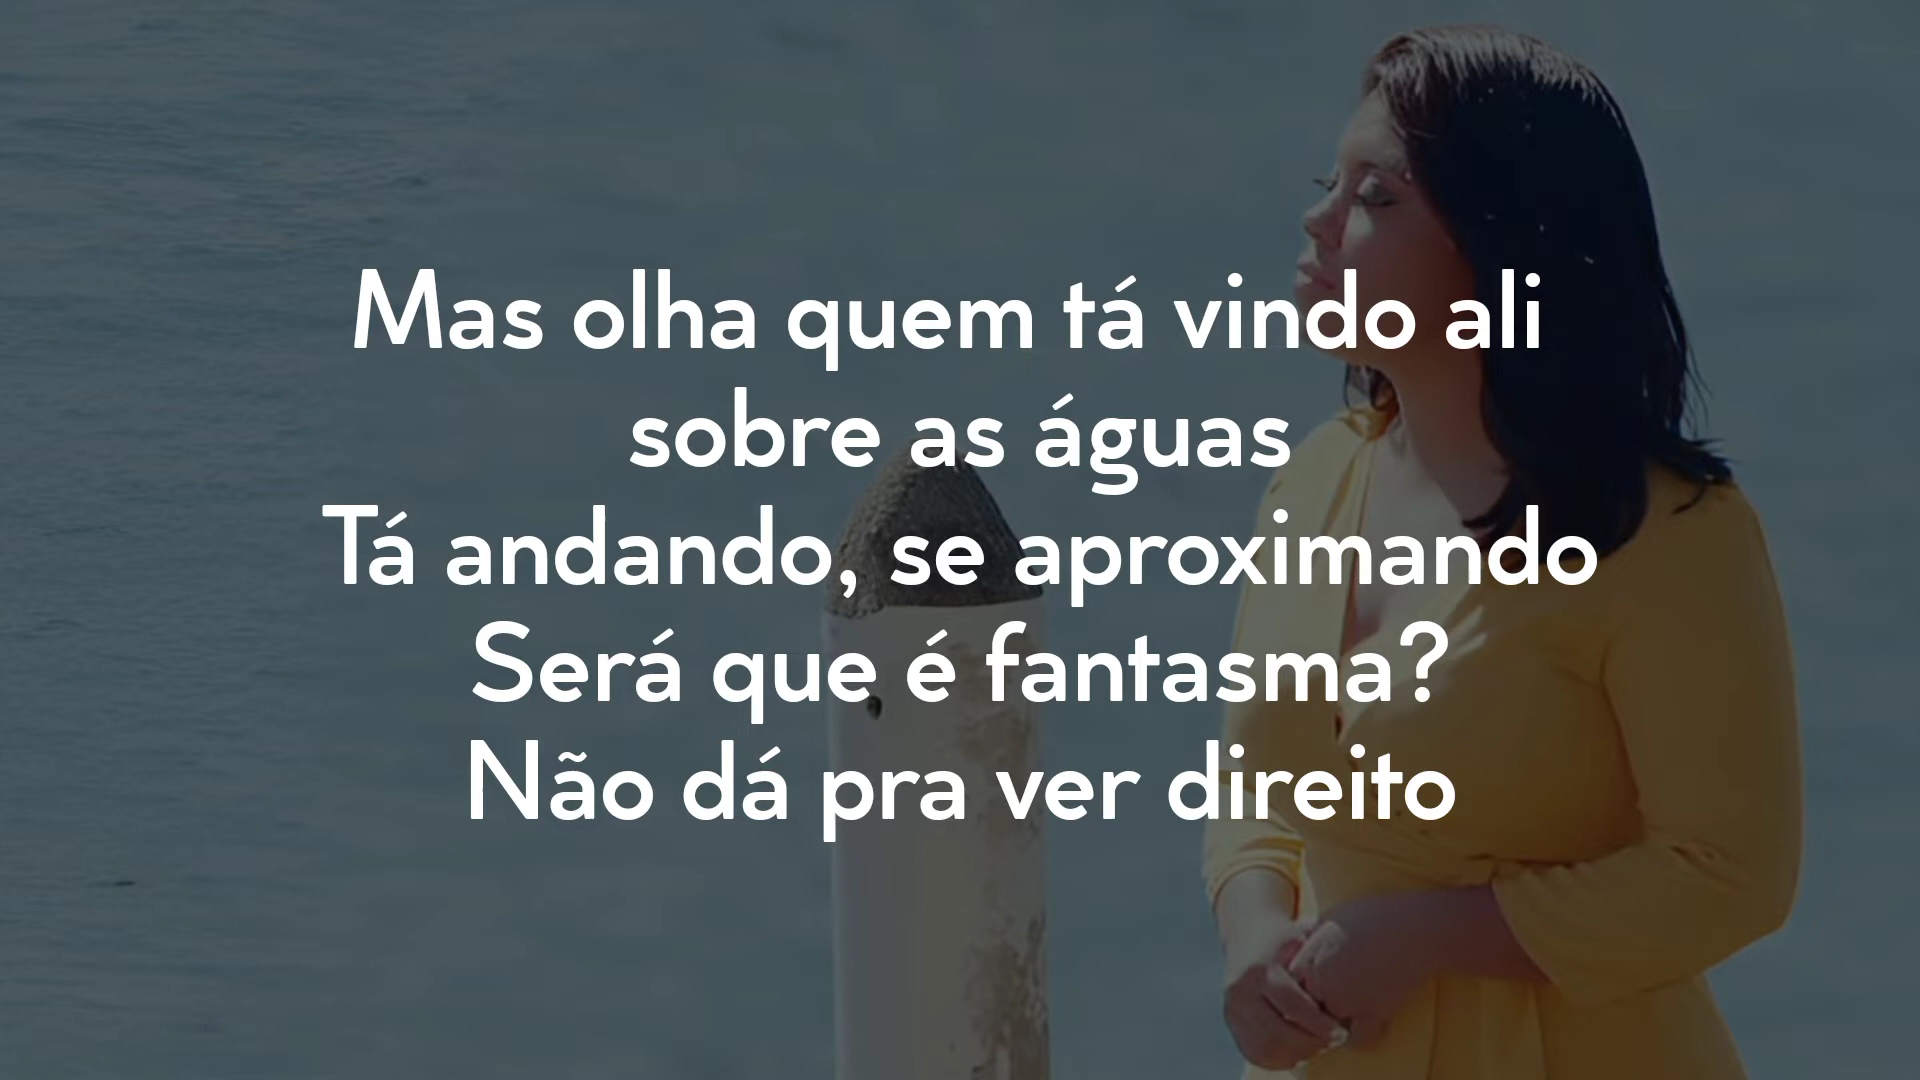 Mas olha quem tá vindo ali
sobre as águas
Tá andando, se aproximando
Será que é fantasma?
Não dá pra ver direito